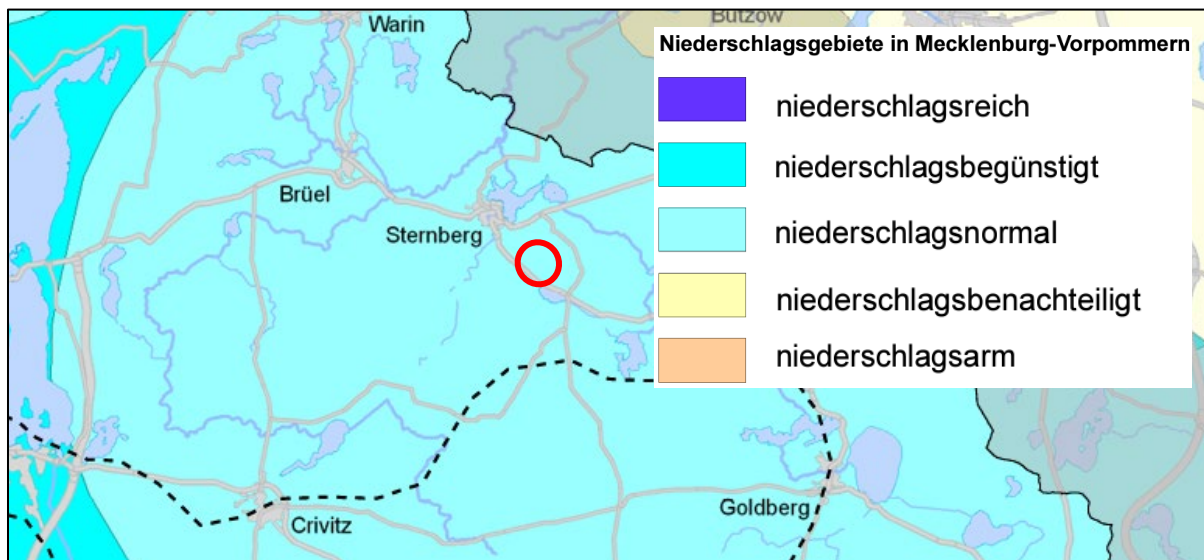 Warin
Bützow
Niederschlagsgebiete in Mecklenburg-Vorpommern
niederschlagsreich
niederschlagsbegünstigt
niederschlagsnormal
niederschlagsbenachteiligt
niederschlagsarm
Brüel
Sternberg
Goldberg
Crivitz